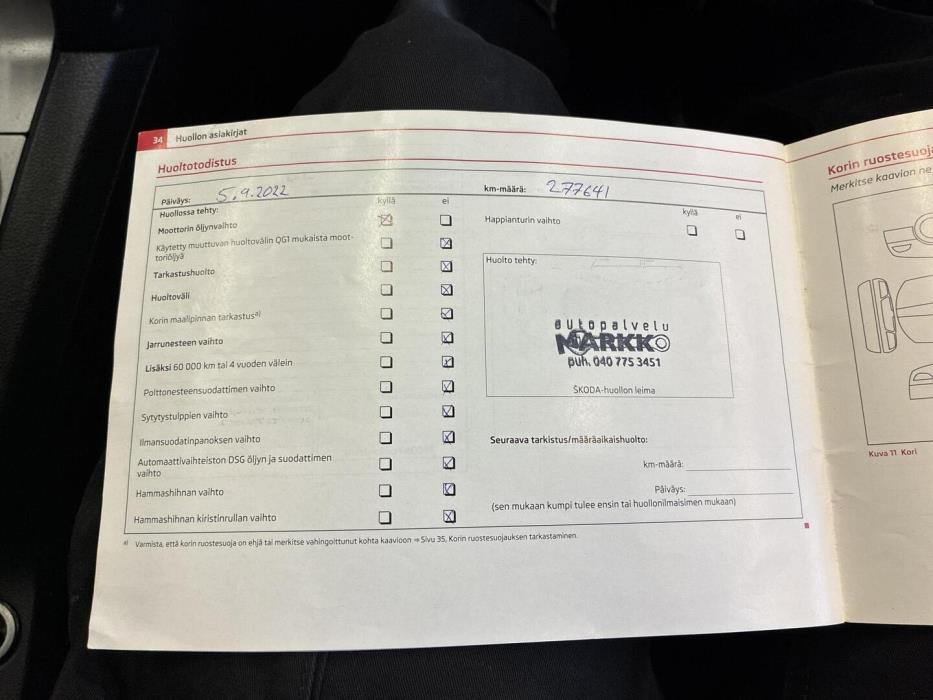 34 Huollon asiakirjat
Huoltotodistus
Päiväys: 5.9.2022
km-määrä: 277641
Huollossa tehty:
kyllä
ei
Moottorin öljynvaihto
Käytetty muuttuvan huoltovälin QG1 mukaista moot-
toriöljyä
Tarkastushuolto
Huoltoväli
Korin maalipinnan tarkastusa)
Jarrunesteen vaihto
Lisäksi 60 000 km tai 4 vuoden välein
Polttonesteensuodattimen vaihto
Sytytystulppien vaihto
Ilmansuodatinpanoksen vaihto
Automaattivaihteiston DSG öljyn ja suodattimen
vaihto
Hammashihnan vaihto
Hammashihnan kiristinrullan vaihto
kyllä
ei
Happianturin vaihto
Huolto tehty:
autopalvelu
MARKKO
puh. 040 775 3451
ŠKODA-huollon leima
Seuraava tarkistus/määräaikaishuolto:
km-määrä:
Päiväys:
(sen mukaan kumpi tulee ensin tai huollonilmaisimen mukaan)
a) Varmista, että korin ruostesuoja on ehjä tai merkitse vahingoittunut kohta kaavioon ⇒ Sivu 35, Korin ruostesuojauksen tarkastaminen.
Korin ruostesuoja
Merkitse kaavion ne
Kuva 11 Kori